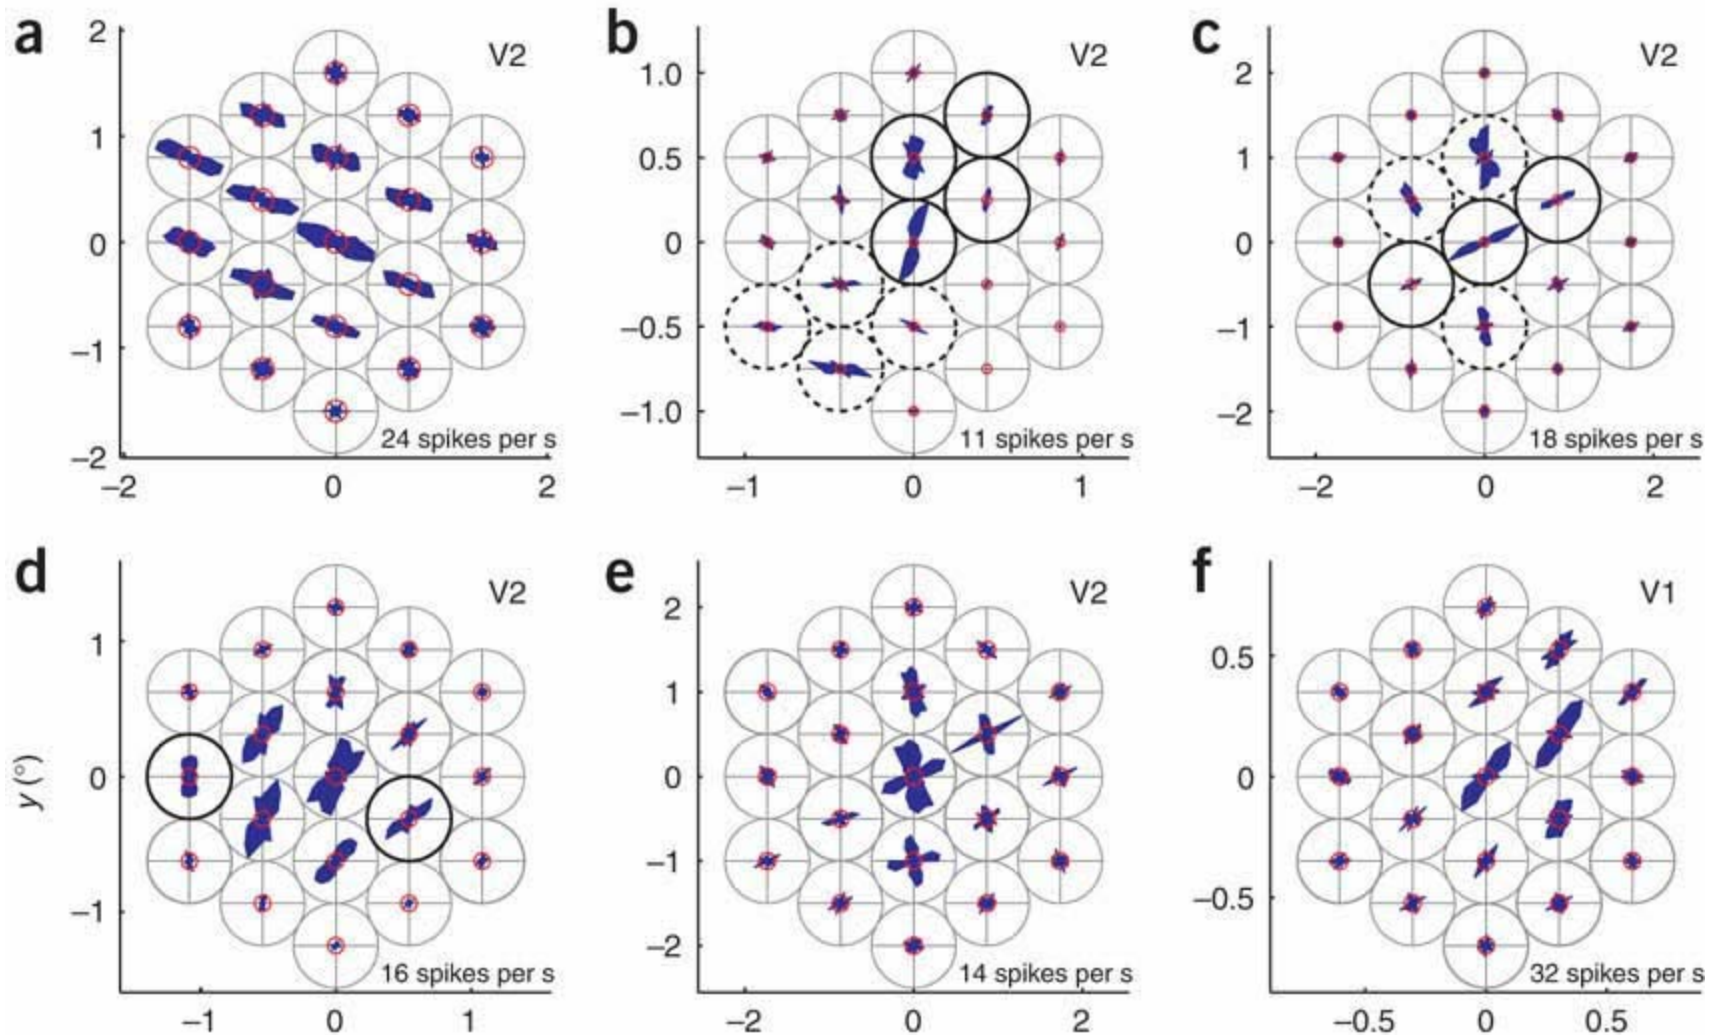 a
V2
2
1
0
−1
−2
24 spikes per s
−2
0
2
b
V2
1.0
0.5
0
−0.5
−1.0
11 spikes per s
−1
0
1
c
V2
2
1
0
−1
−2
18 spikes per s
−2
0
2
d
V2
1
0
−1
y (°)
16 spikes per s
−1
0
1
e
V2
2
1
0
−1
−2
14 spikes per s
−2
0
2
f
V1
0.5
0
−0.5
32 spikes per s
−0.5
0
0.5